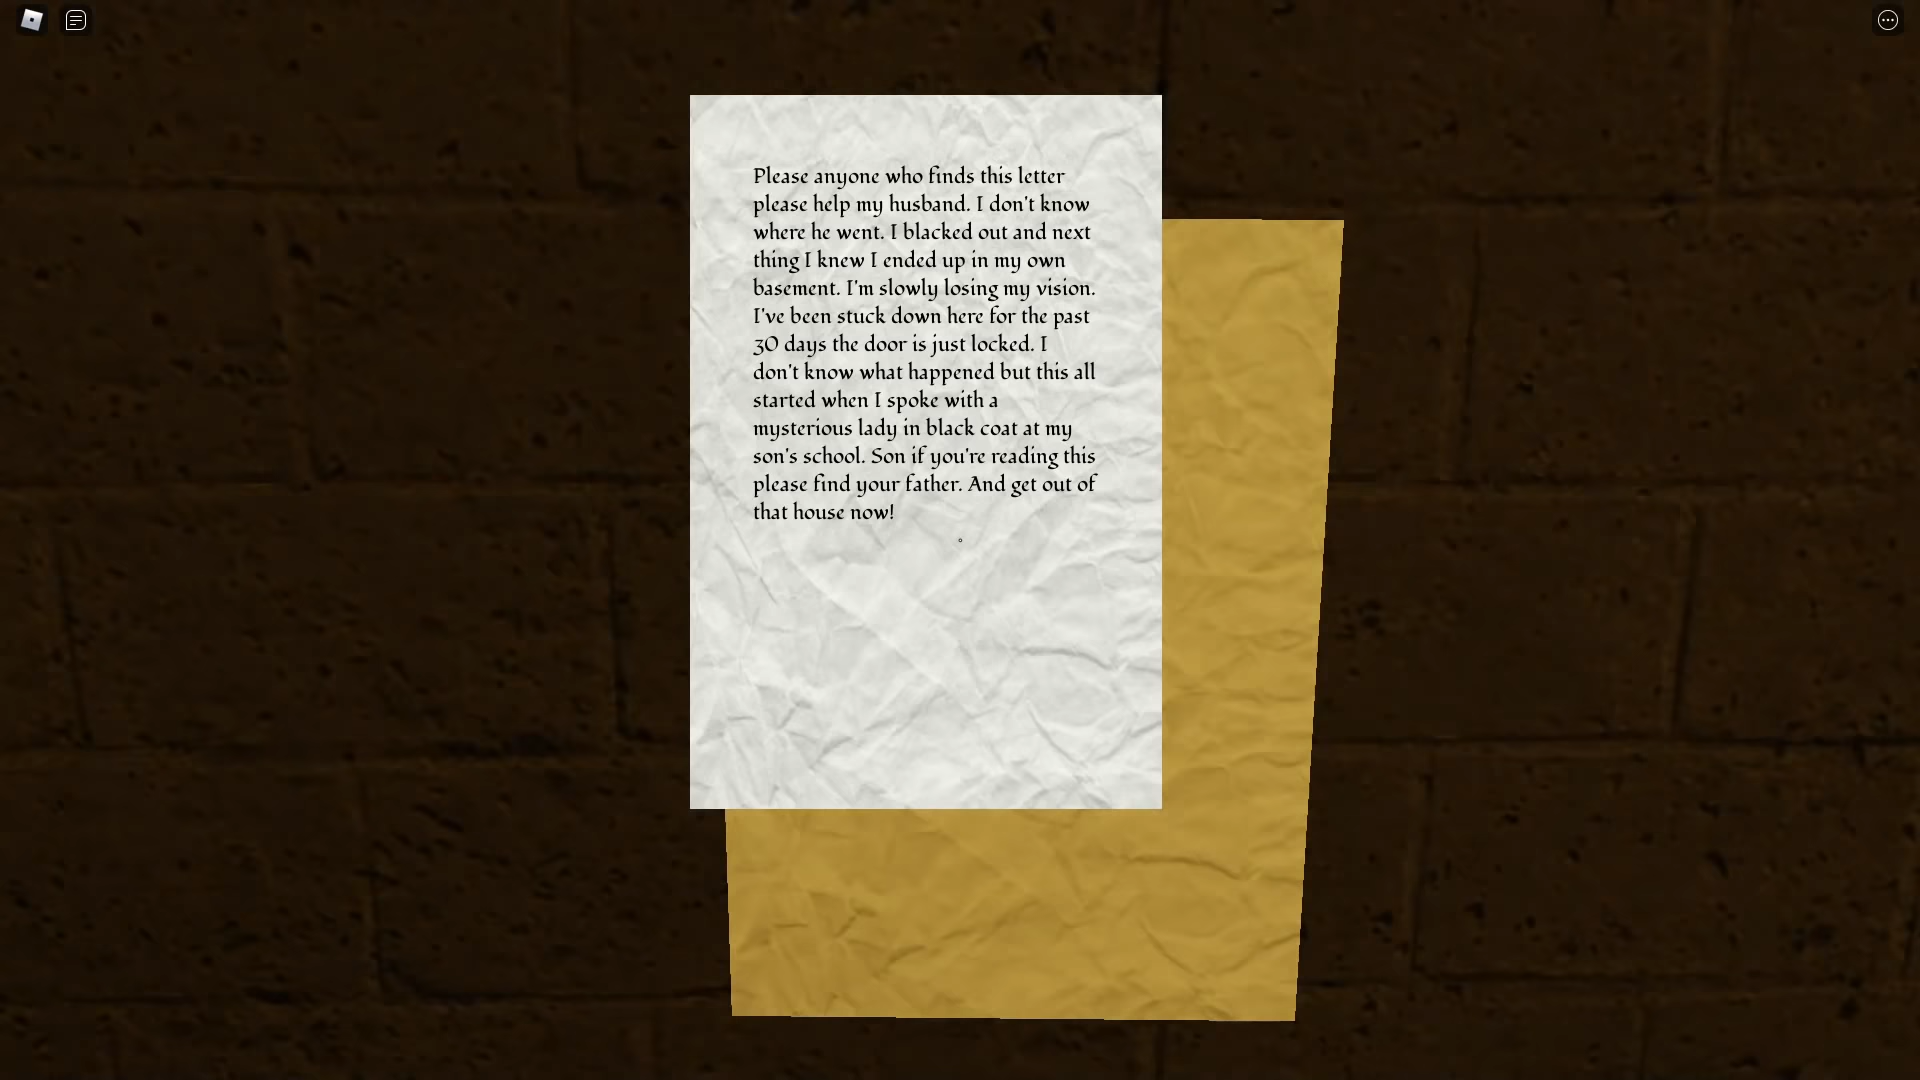 Please anyone who finds this letter
please help my husband. I don't know
where he went. I blacked out and next
thing I knew I ended up in my own
basement. I'm slowly losing my vision.
I've been stuck down here for the past
30 days the door is just locked. I
don't know what happened but this all
started when I spoke with a
mysterious lady in black coat at my
son's school. Son if you're reading this
please find your father. And get out of
that house now!